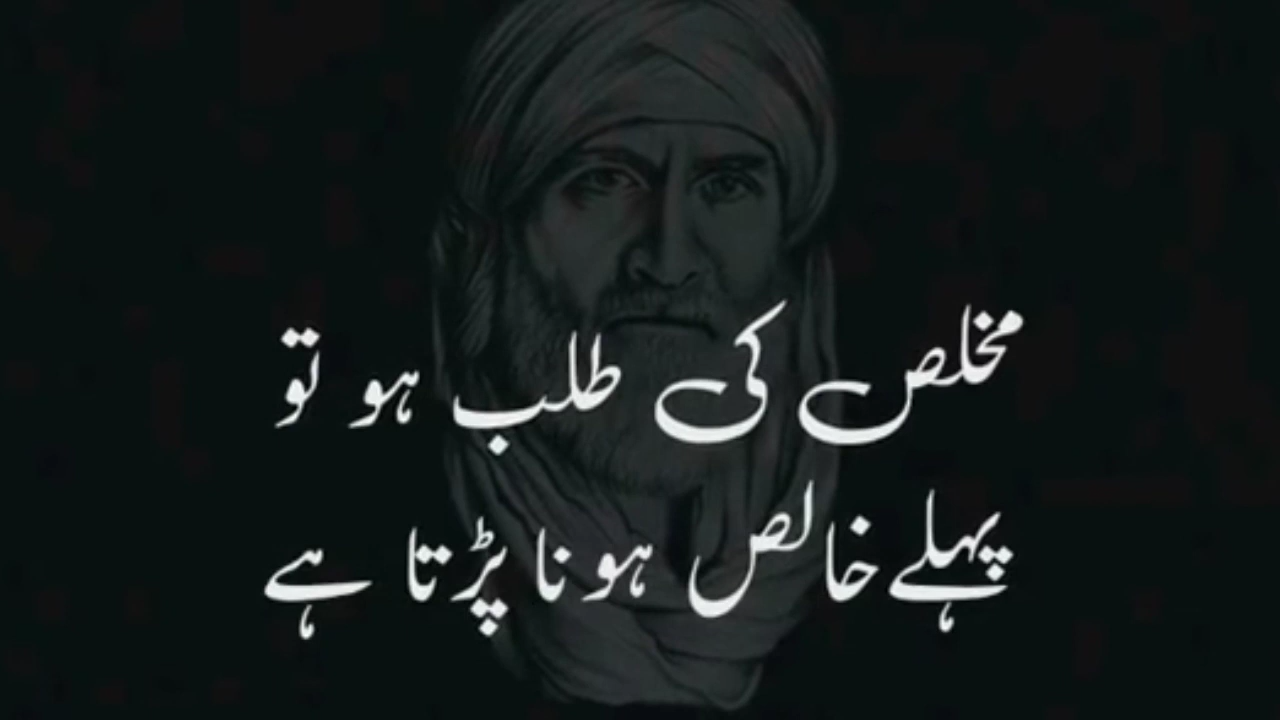 مخلص کی طلب ہو تو
پہلے خالص ہونا پڑتا ہے